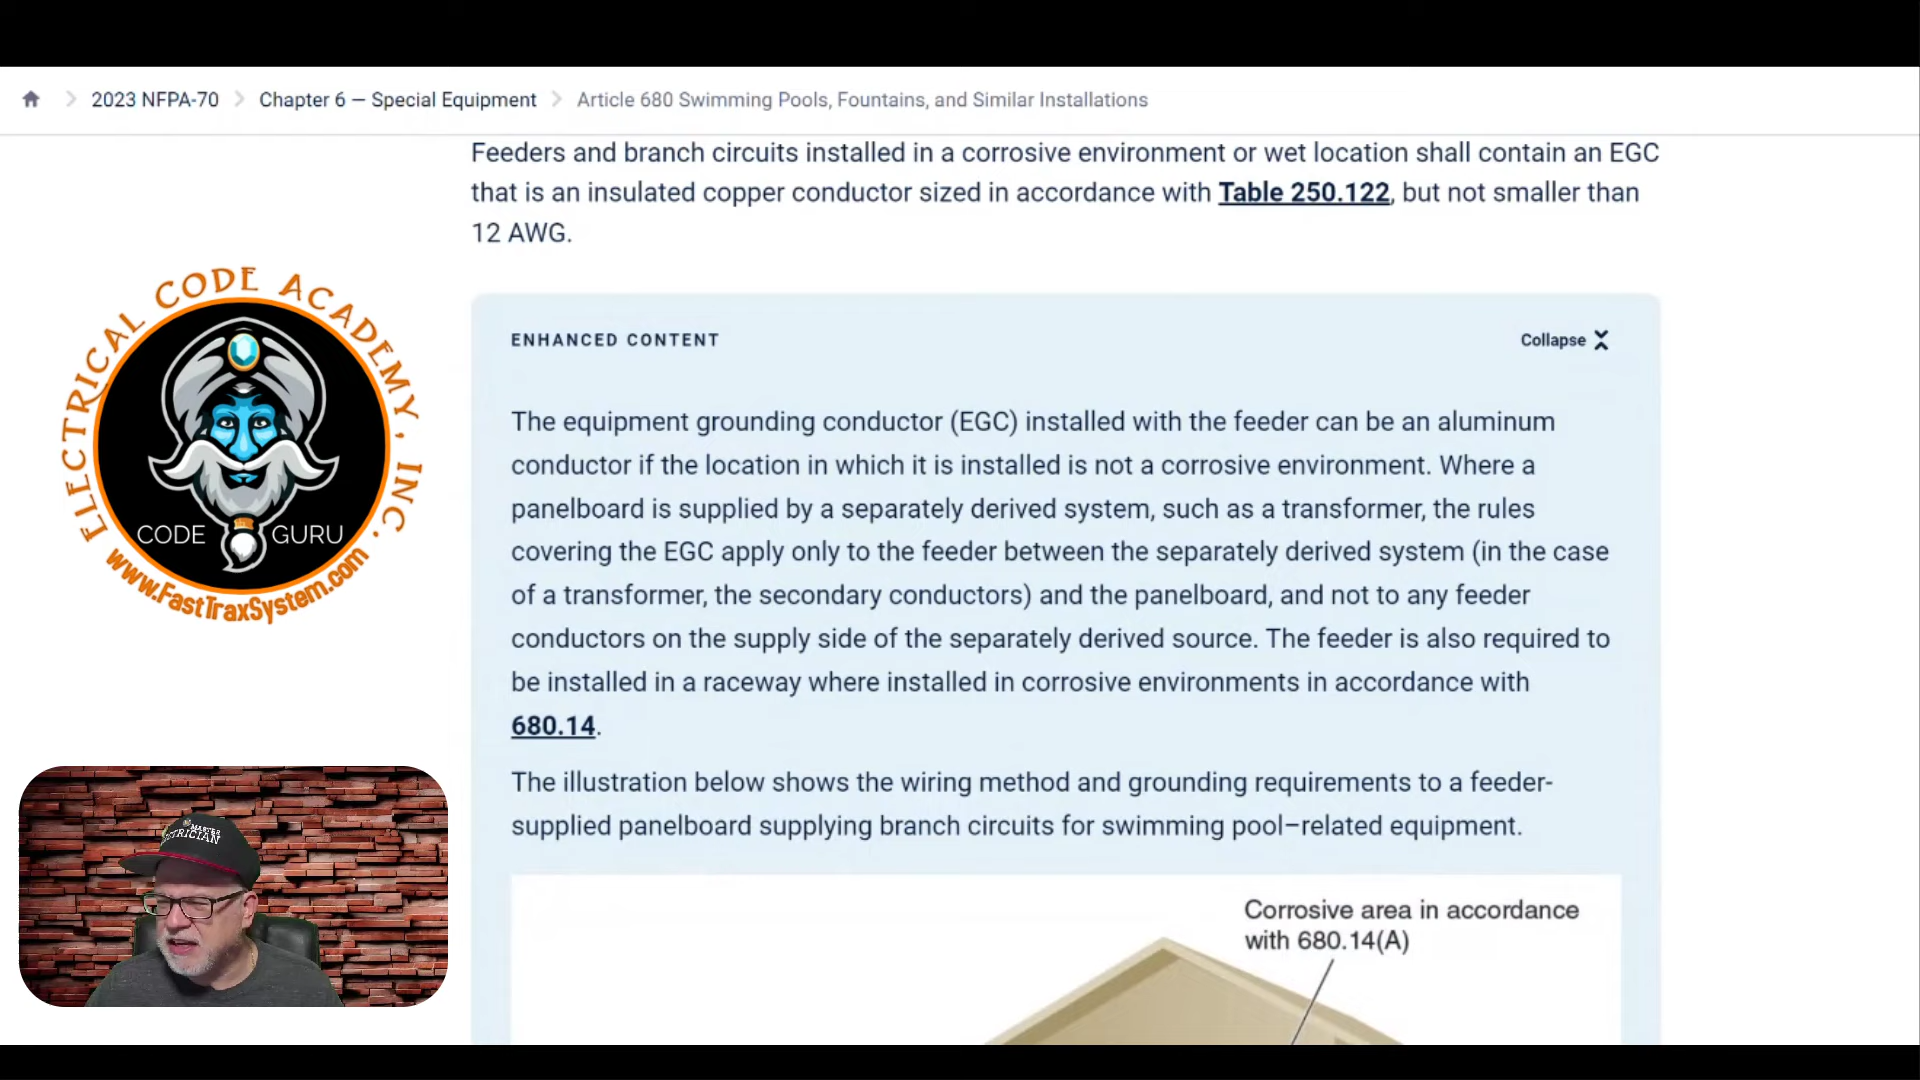 2023 NFPA-70 Chapter 6 – Special Equipment Article 680 Swimming Pools, Fountains, and Similar Installations
Feeders and branch circuits installed in a corrosive environment or wet location shall contain an EGC
that is an insulated copper conductor sized in accordance with Table 250.122, but not smaller than
12 AWG.
ELECTRICAL CODE ACADEMY, INC.
CODE GURU
www.FastTraxSystem.com
ENHANCED CONTENT
Collapse
The equipment grounding conductor (EGC) installed with the feeder can be an aluminum
conductor if the location in which it is installed is not a corrosive environment. Where a
panelboard is supplied by a separately derived system, such as a transformer, the rules
covering the EGC apply only to the feeder between the separately derived system (in the case
of a transformer, the secondary conductors) and the panelboard, and not to any feeder
conductors on the supply side of the separately derived source. The feeder is also required to
be installed in a raceway where installed in corrosive environments in accordance with
680.14.
The illustration below shows the wiring method and grounding requirements to a feeder-
supplied panelboard supplying branch circuits for swimming pool–related equipment.
Corrosive area in accordance
with 680.14(A)
MASTER